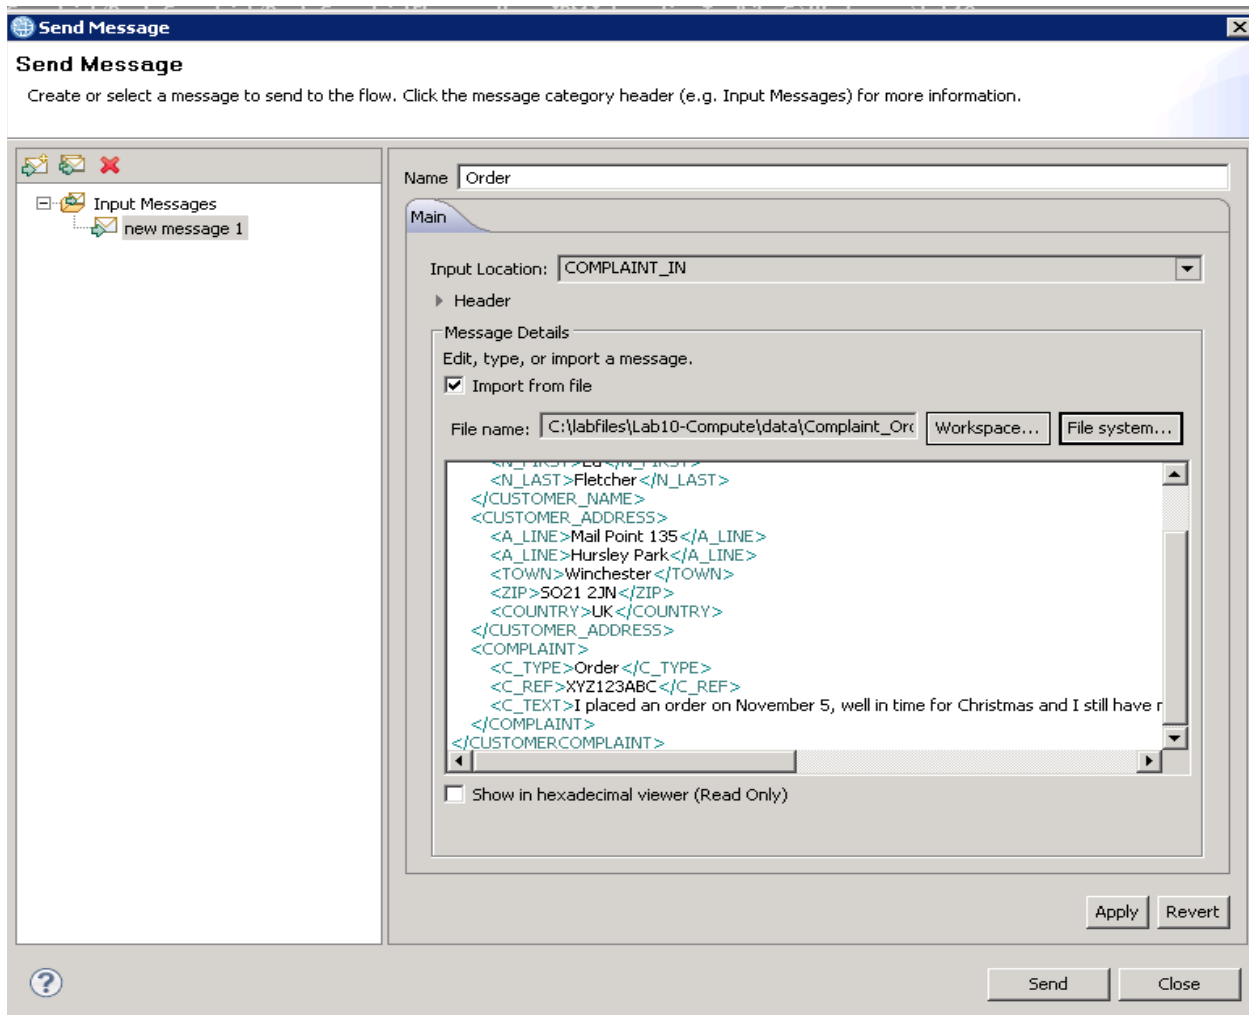 Send Message
Send Message
Create or select a message to send to the flow. Click the message category header (e.g. Input Messages) for more information.
Input Messages
new message 1
Name Order
Main
Input Location: COMPLAINT_IN
Header
Message Details
Edit, type, or import a message.
Import from file
File name: C:\labfiles\Lab10-Compute\data\Complaint_Ord Workspace... File system...
<N_FIRST>Ed</N_FIRST>
<N_LAST>Fletcher</N_LAST>
</CUSTOMER_NAME>
<CUSTOMER_ADDRESS>
<A_LINE>Mail Point 135</A_LINE>
<A_LINE>Hursley Park</A_LINE>
<TOWN>Winchester</TOWN>
<ZIP>SO21 2JN</ZIP>
<COUNTRY>UK</COUNTRY>
</CUSTOMER_ADDRESS>
<COMPLAINT>
<C_TYPE>Order</C_TYPE>
<C_REF>XYZ123ABC</C_REF>
<C_TEXT>I placed an order on November 5, well in time for Christmas and I still have
</COMPLAINT>
</CUSTOMERCOMPLAINT>
Show in hexadecimal viewer (Read Only)
Apply Revert
Send Close